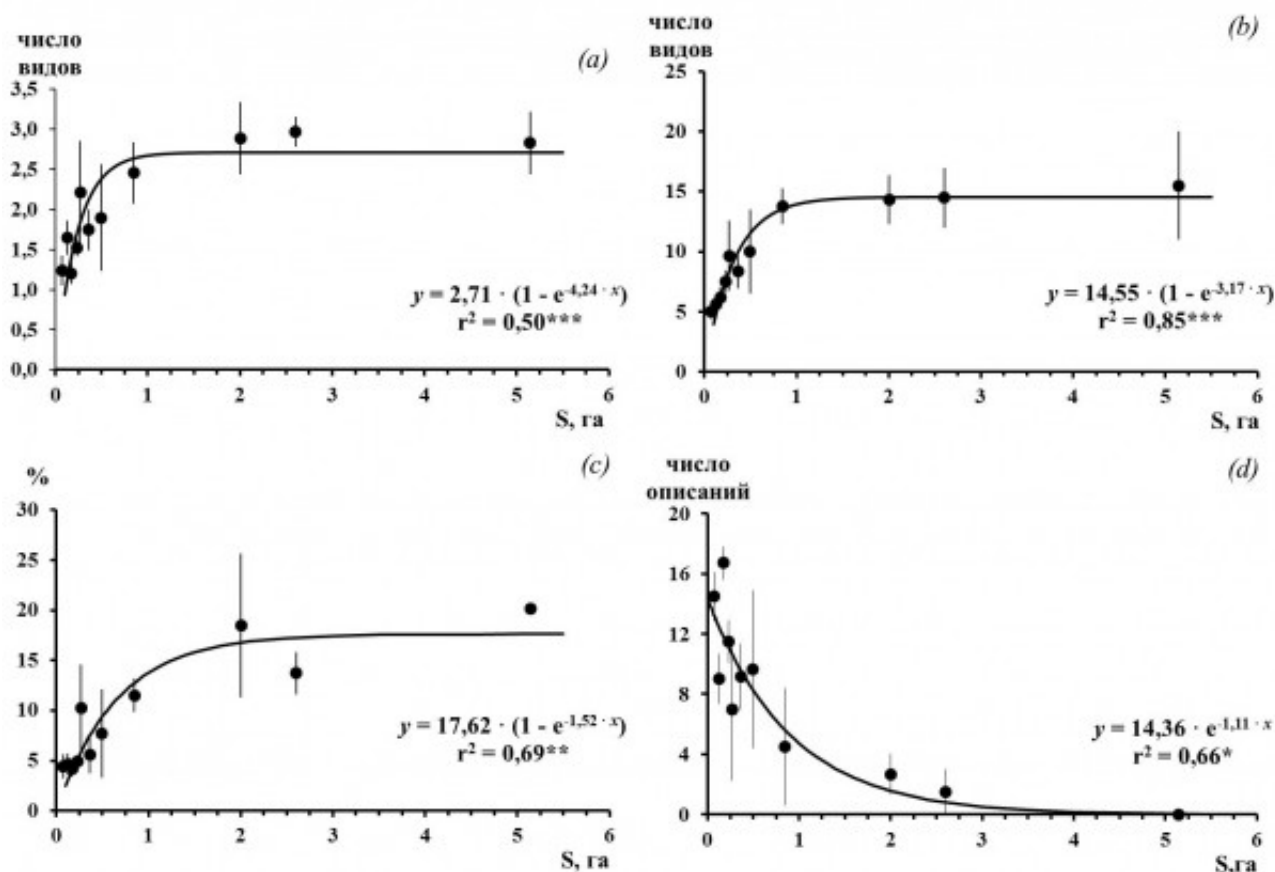 число
видов
(a)
3,5
3,0
2,5
2,0
1,5
1,0
0,5
0,0
0 1 2 3 4 5 6
S, га
y = 2,71 · (1 - e^-4,24 · x)
r² = 0,50***
число
видов
(b)
25
20
15
10
5
0
0 1 2 3 4 5 6
S, га
y = 14,55 · (1 - e^-3,17 · x)
r² = 0,85***
%
(c)
30
25
20
15
10
5
0
0 1 2 3 4 5 6
S, га
y = 17,62 · (1 - e^-1,52 · x)
r² = 0,69**
число
описаний
(d)
20
16
12
8
4
0
0 1 2 3 4 5 6
S,га
y = 14,36 · e^-1,11 · x
r² = 0,66*